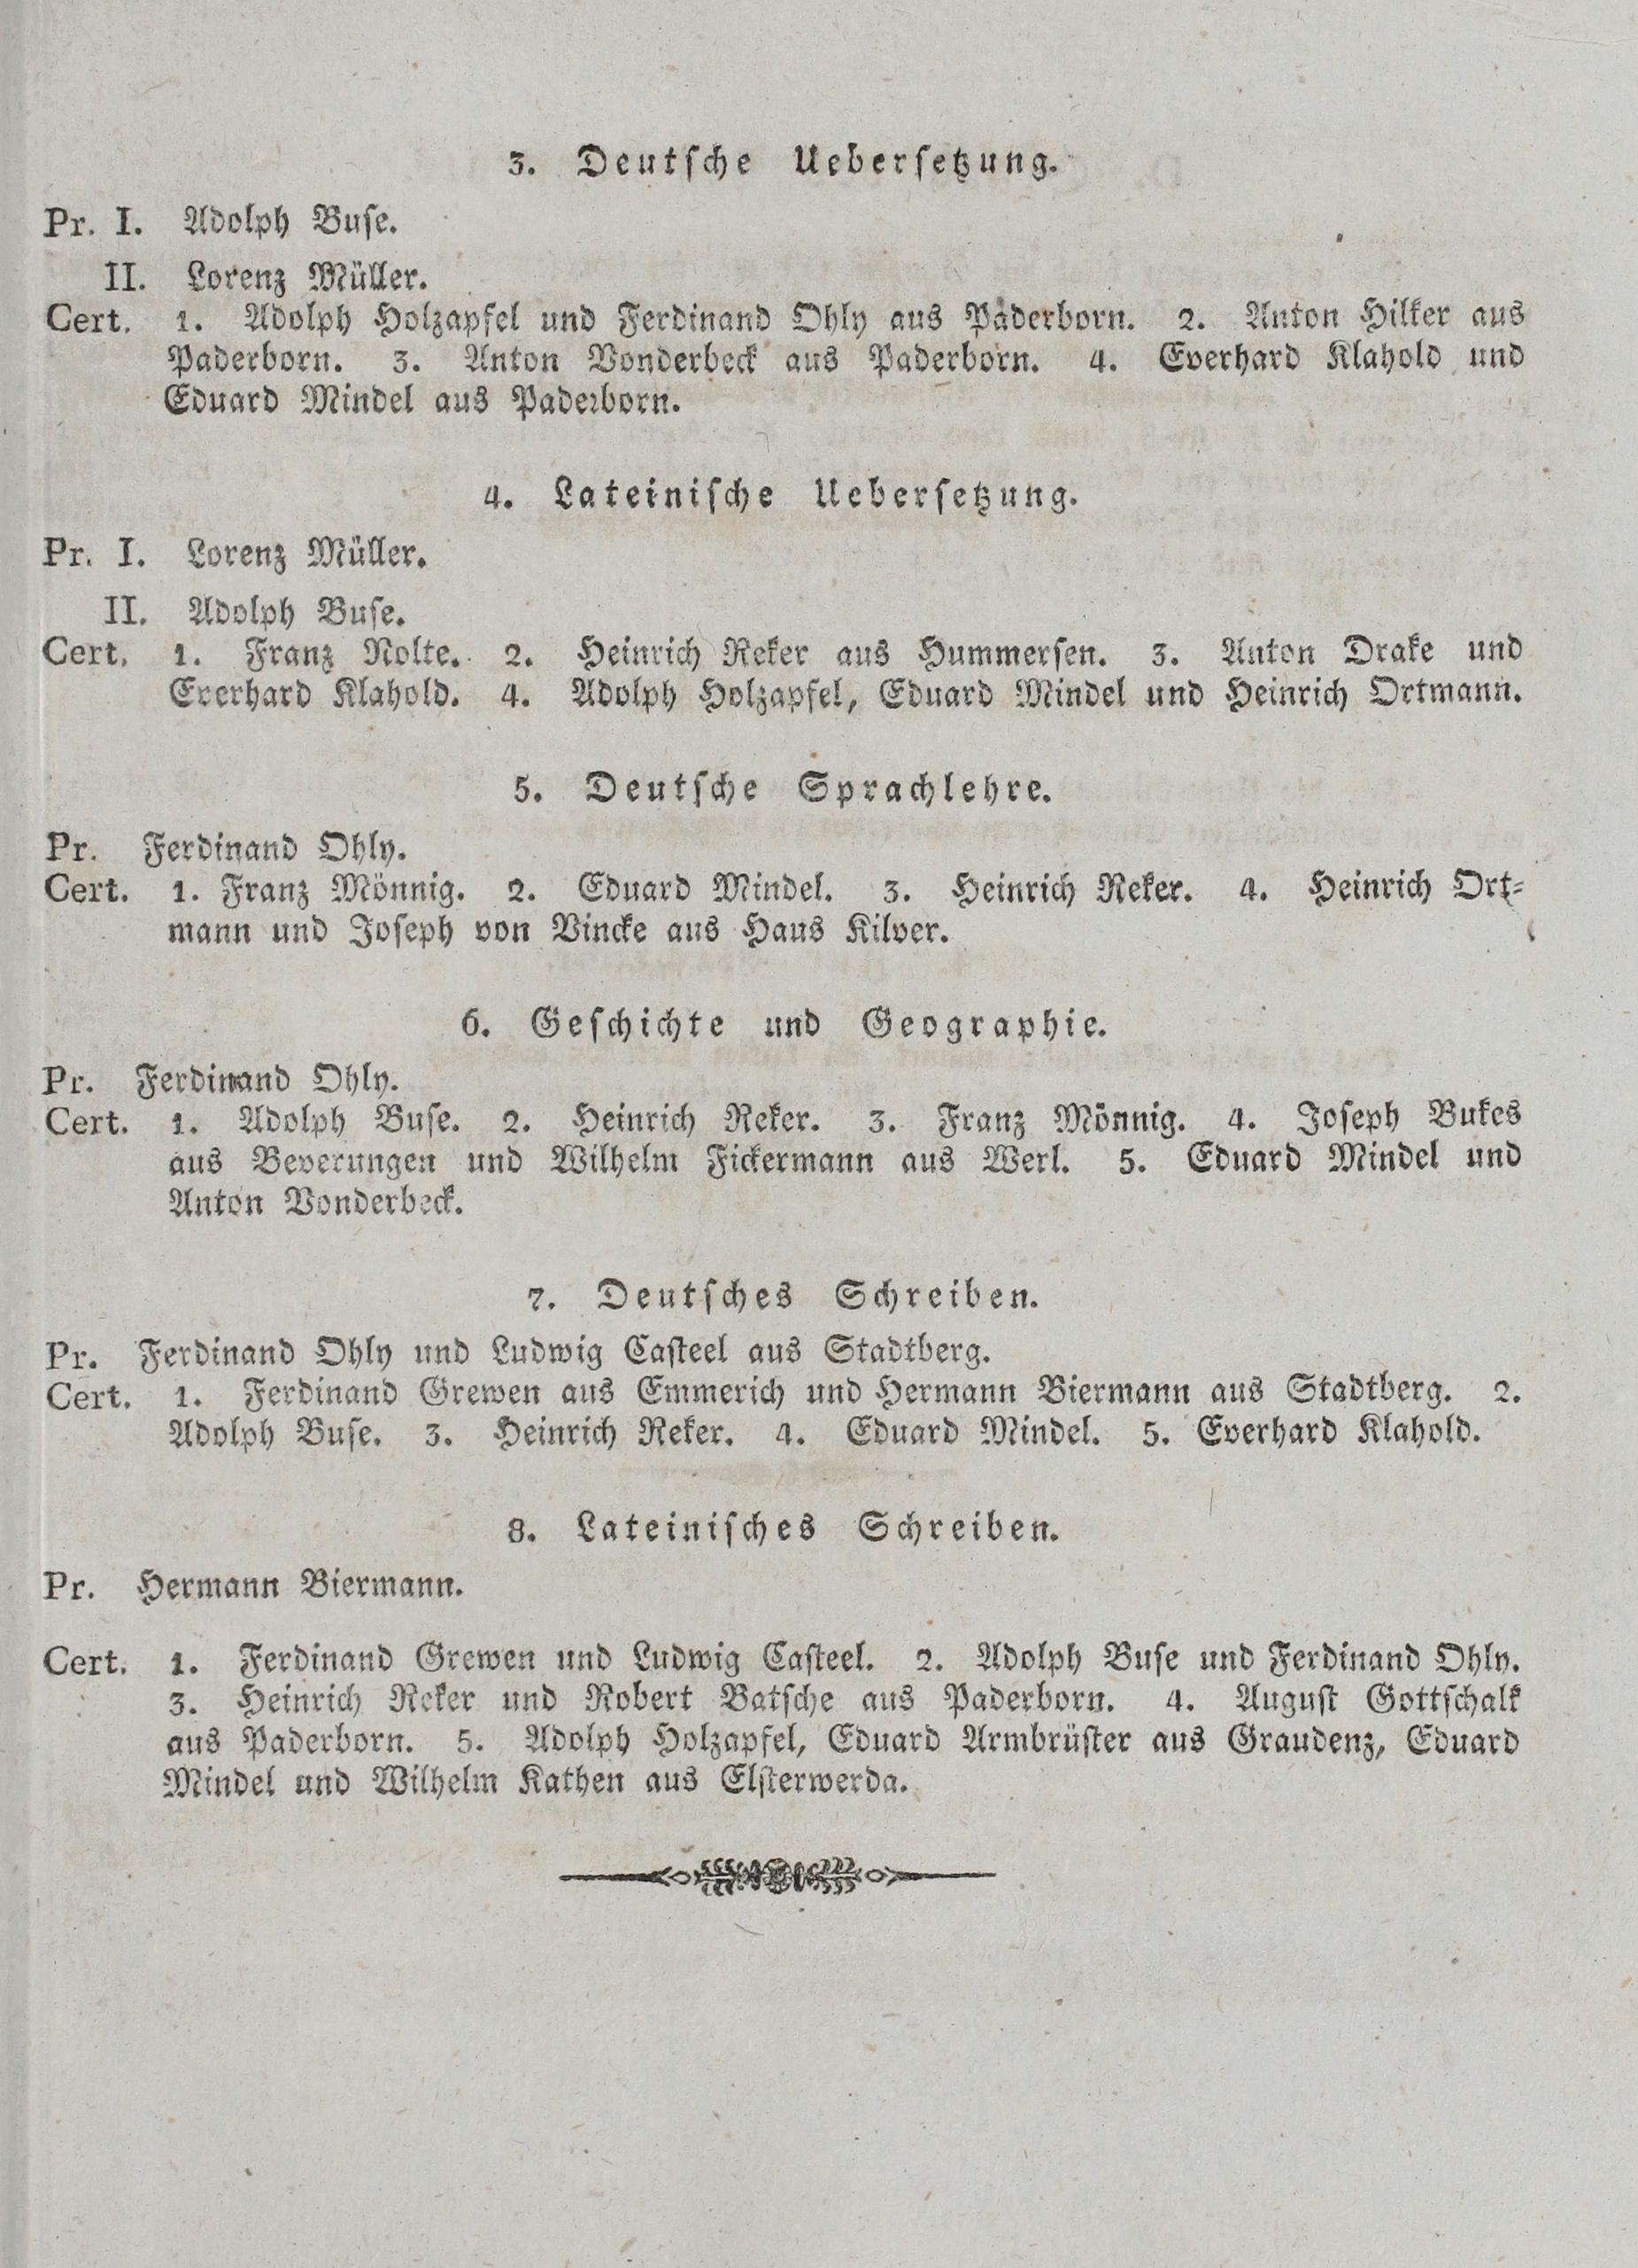 3. Deutsche Uebersetzung.
Pr. I. Adolph Buse.
II. Lorenz Müller.
Cert. 1. Adolph Holzapfel und Ferdinand Ohly aus Paderborn. 2. Anton Hilker aus
Paderborn. 3. Anton Vonderbeck aus Paderborn. 4. Everhard Klahold und
Eduard Mindel aus Paderborn.
4. Lateinische Uebersetzung.
Pr. I. Lorenz Müller.
II. Adolph Buse.
Cert. 1. Franz Nolte. 2. Heinrich Reker aus Hummersen. 3. Anton Drake und
Everhard Klahold. 4. Adolph Holzapfel, Eduard Mindel und Heinrich Ortmann.
5. Deutsche Sprachlehre.
Pr. Ferdinand Ohly.
Cert. 1. Franz Mönnig. 2. Eduard Mindel. 3. Heinrich Reker. 4. Heinrich Ort-
mann und Joseph von Vincke aus Haus Kilver.
6. Geschichte und Geographie.
Pr. Ferdinand Ohly.
Cert. 1. Adolph Buse. 2. Heinrich Reker. 3. Franz Mönnig. 4. Joseph Bukes
aus Beverungen und Wilhelm Fickermann aus Werl. 5. Eduard Mindel und
Anton Vonderbeck.
7. Deutsches Schreiben.
Pr. Ferdinand Ohly und Ludwig Casteel aus Stadtberg.
Cert. 1. Ferdinand Grewen aus Emmerich und Hermann Biermann aus Stadtberg. 2.
Adolph Buse. 3. Heinrich Reker. 4. Eduard Mindel. 5. Everhard Klahold.
8. Lateinisches Schreiben.
Pr. Hermann Biermann.
Cert. 1. Ferdinand Grewen und Ludwig Casteel. 2. Adolph Buse und Ferdinand Ohly.
3. Heinrich Reker und Robert Batsche aus Paderborn. 4. August Gottschalk
aus Paderborn. 5. Adolph Holzapfel, Eduard Armbrüster aus Graudenz, Eduard
Mindel und Wilhelm Kathen aus Elsterwerda.